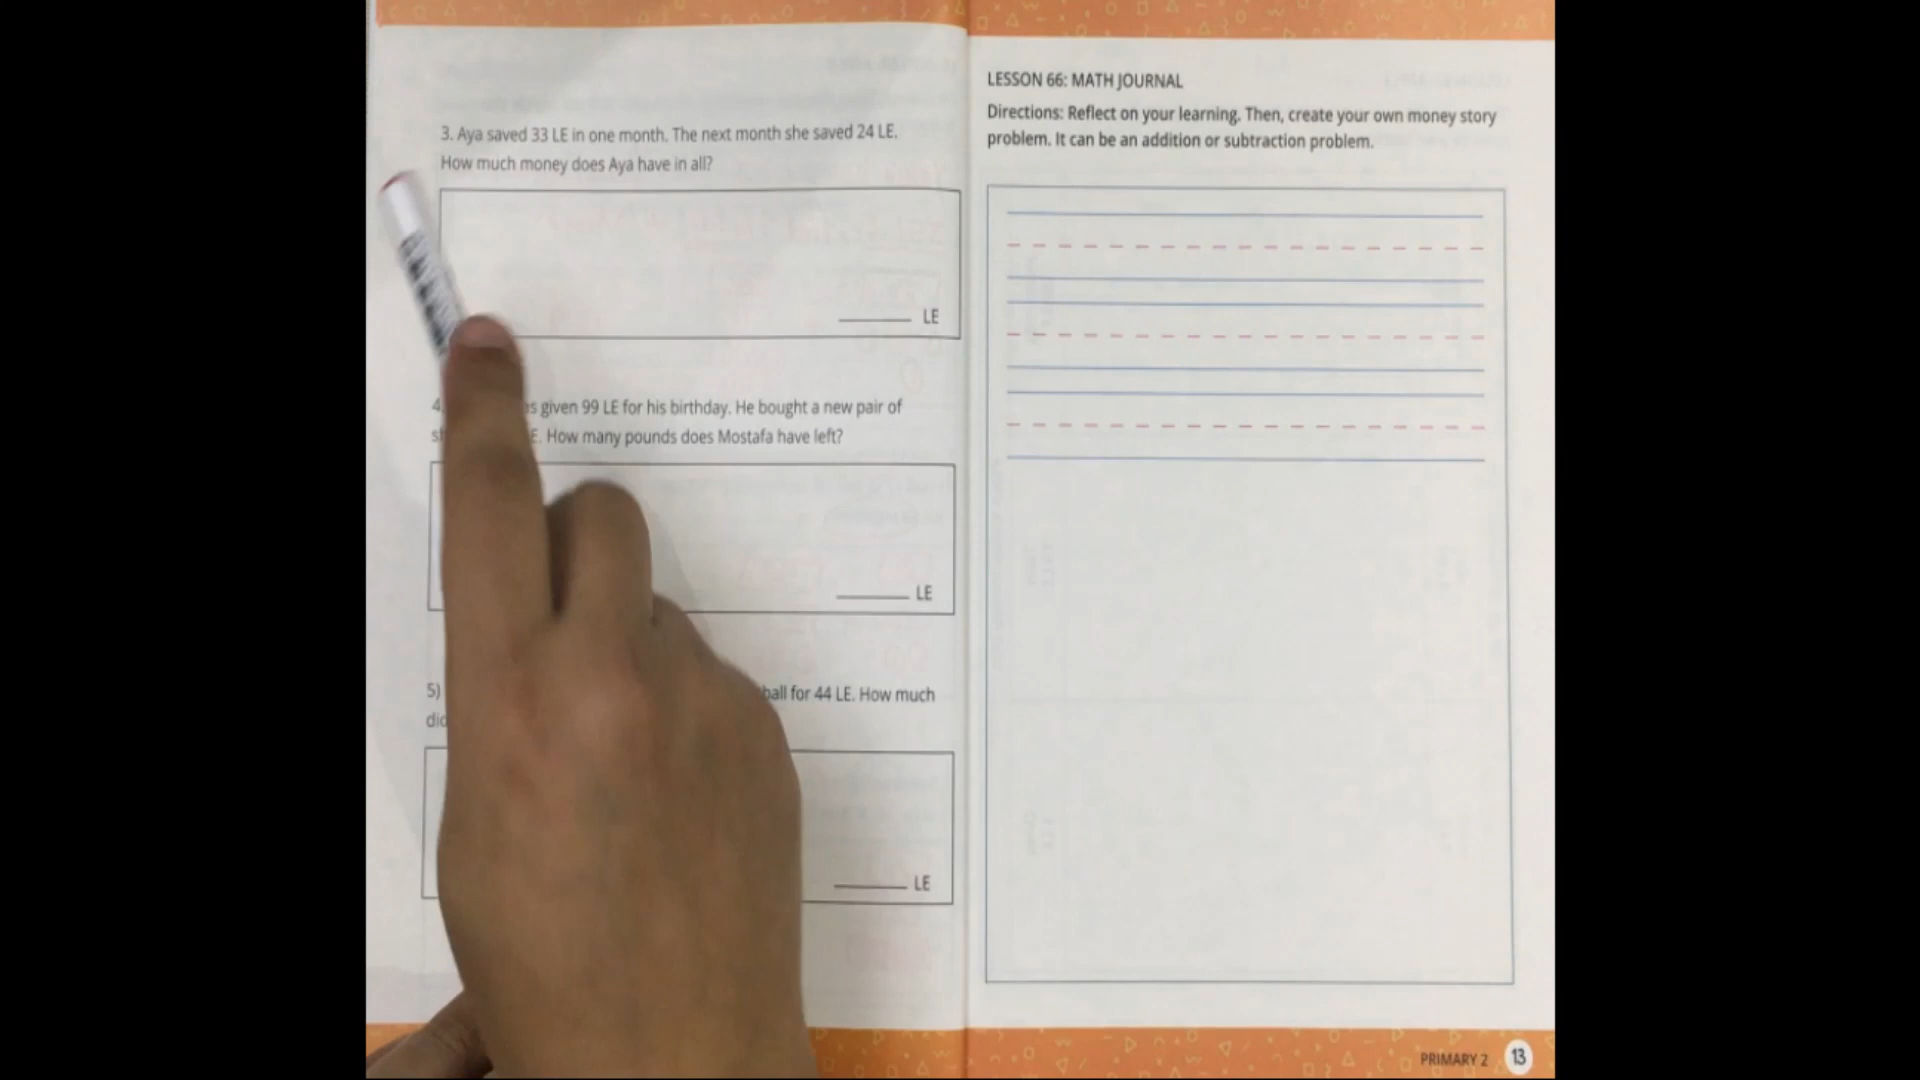 3. Aya saved 33 LE in one month. The next month she saved 24 LE.
How much money does Aya have in all?
LE
given 99 LE for his birthday. He bought a new pair of
How many pounds does Mostafa have left?
LE
5)
for 44 LE. How much
LE
LESSON 66: MATH JOURNAL
Directions: Reflect on your learning. Then, create your own money story
problem. It can be an addition or subtraction problem.
PRIMARY 2
13